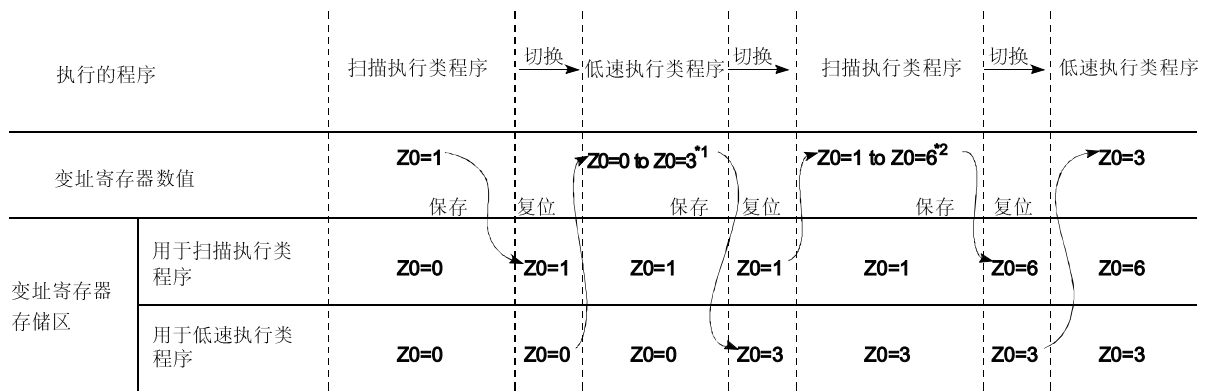 执行的程序 扫描执行类程序 切换 低速执行类程序 切换 扫描执行类程序 切换 低速执行类程序
变址寄存器数值 Z0=1 Z0=0 to Z0=3*1 Z0=1 to Z0=6*2 Z0=3
保存 复位 保存 复位 保存 复位
变址寄存器
存储区
用于扫描执行类
程序
Z0=0 Z0=1 Z0=1 Z0=1 Z0=1 Z0=6 Z0=6
用于低速执行类
程序
Z0=0 Z0=0 Z0=0 Z0=3 Z0=3 Z0=3 Z0=3